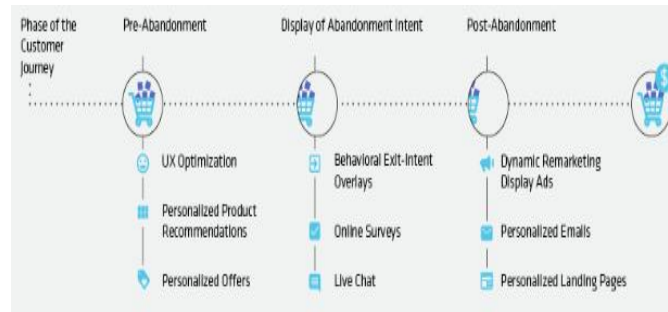 Phase of the
Customer
Journey
Pre-Abandonment
Display of Abandonment Intent
Post-Abandonment
$
UX Optimization
Personalized Product
Recommendations
Personalized Offers
Behavioral Exit-Intent
Overlays
Online Surveys
Live Chat
Dynamic Remarketing
Display Ads
Personalized Emails
Personalized Landing Pages